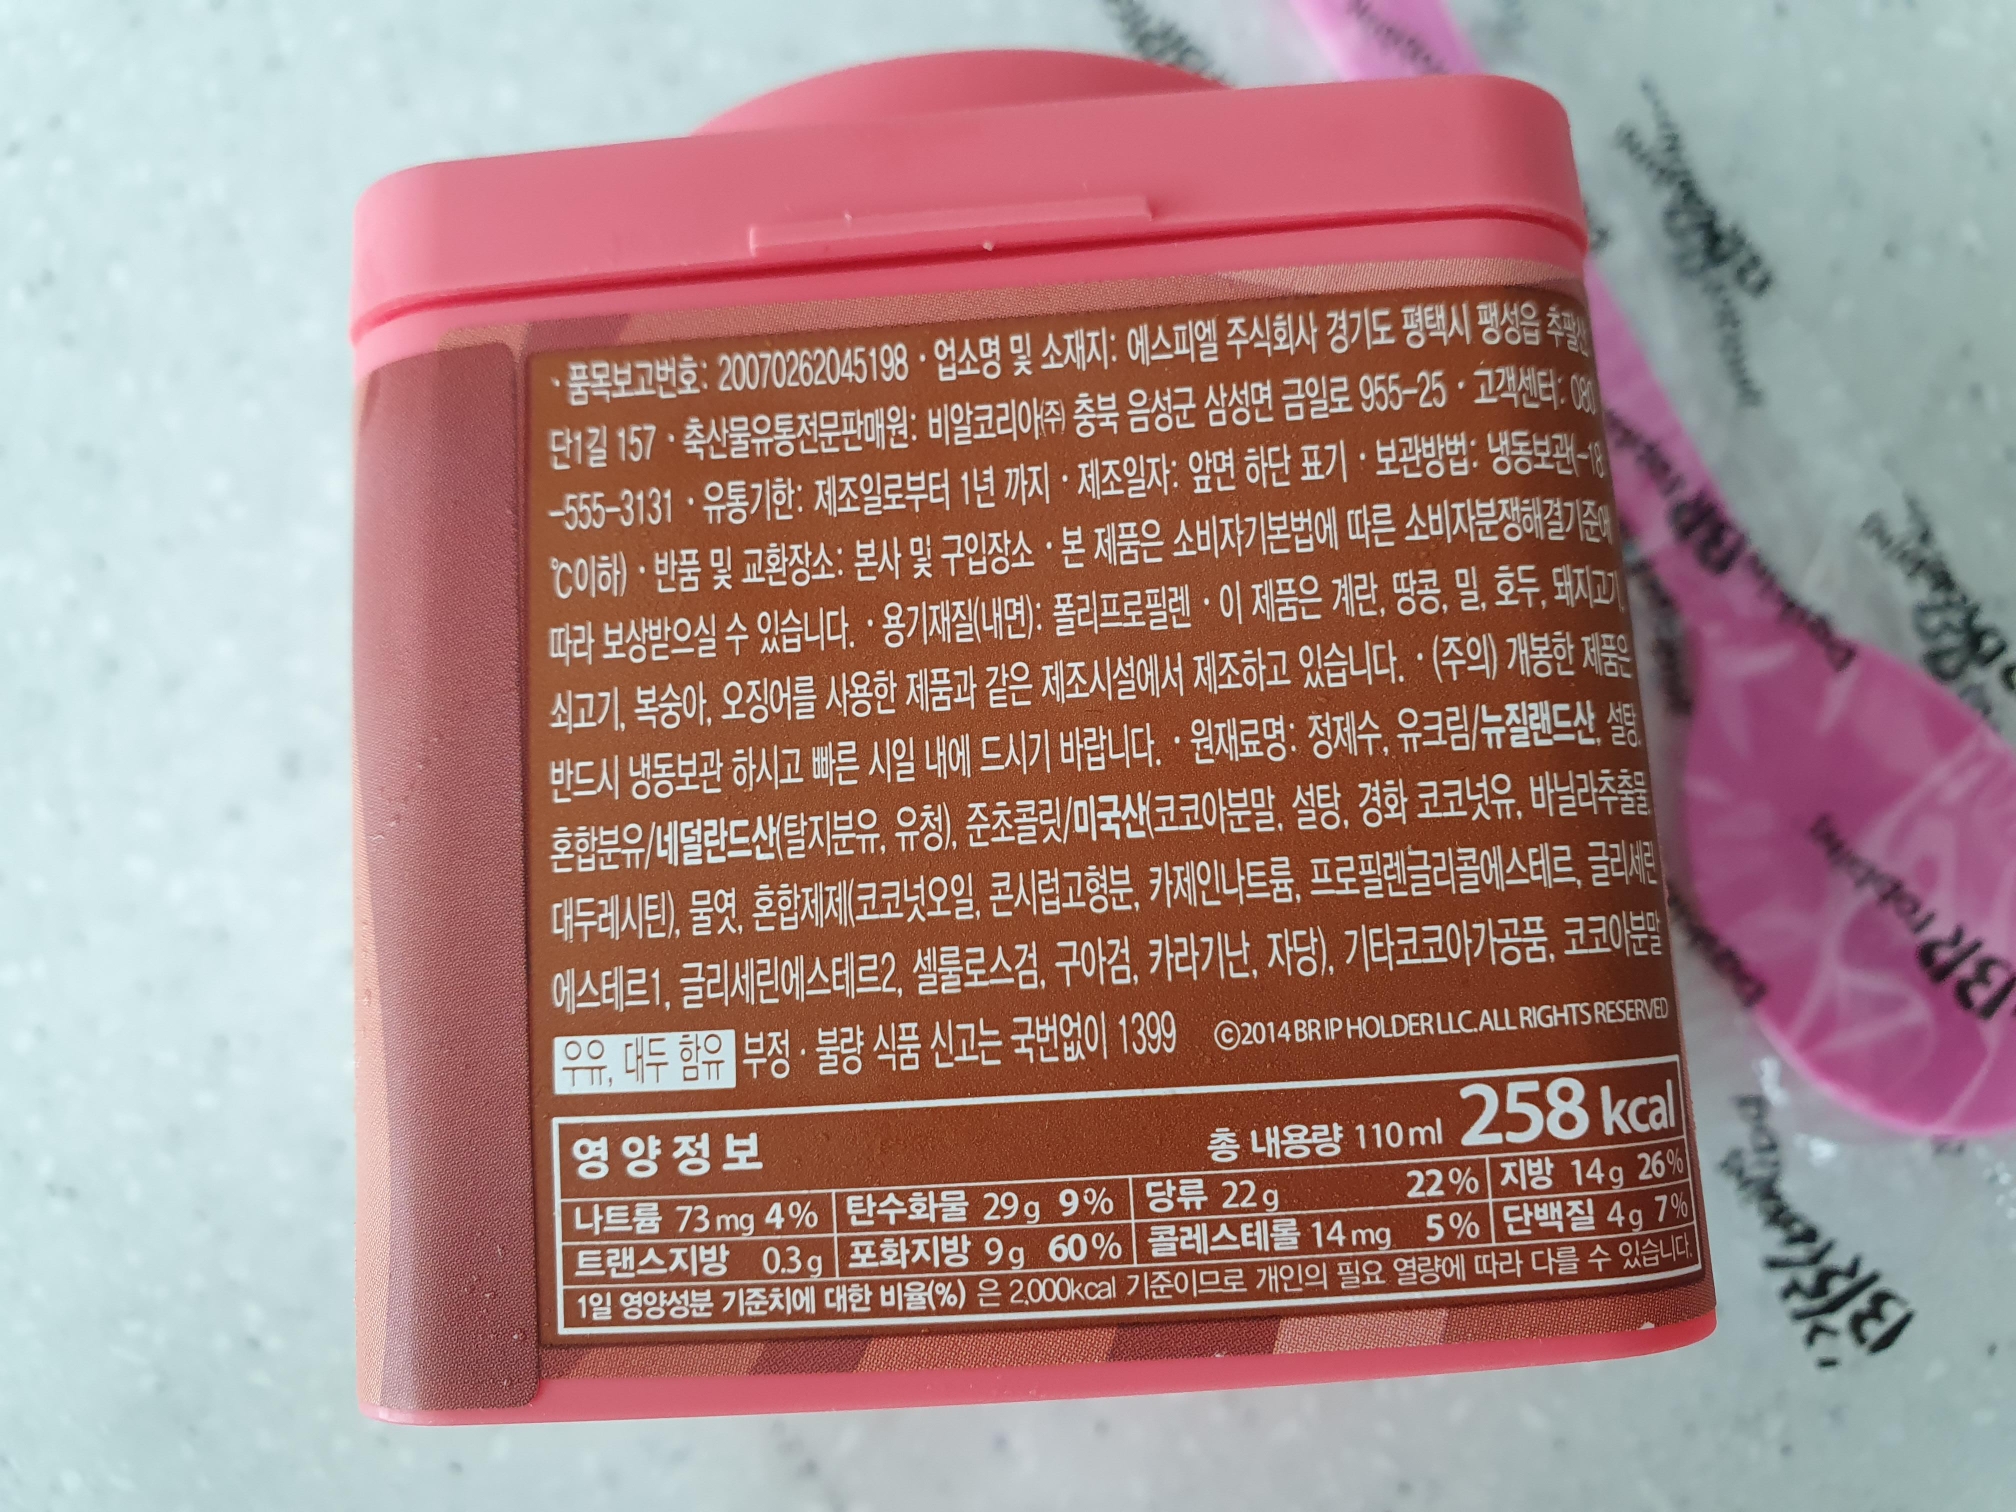 · 품목보고번호: 20070262045198 · 업소명 및 소재지: 에스피엘 주식회사 경기도 평택시 팽성읍 추팔산
단1길 157 · 축산물유통전문판매원: 비알코리아㈜ 충북 음성군 삼성면 금일로 955-25 · 고객센터: 080
-555-3131 · 유통기한: 제조일로부터 1년 까지 · 제조일자: 앞면 하단 표기 · 보관방법: 냉동보관(-18
℃이하) · 반품 및 교환장소: 본사 및 구입장소 · 본 제품은 소비자기본법에 따른 소비자분쟁해결기준에
따라 보상받으실 수 있습니다. · 용기재질(내면): 폴리프로필렌 · 이 제품은 계란, 땅콩, 밀, 호두, 돼지고기,
쇠고기, 복숭아, 오징어를 사용한 제품과 같은 제조시설에서 제조하고 있습니다. · (주의) 개봉한 제품은
반드시 냉동보관 하시고 빠른 시일 내에 드시기 바랍니다. · 원재료명: 정제수, 유크림/뉴질랜드산, 설탕,
혼합분유/네덜란드산(탈지분유, 유청), 준초콜릿/미국산(코코아분말, 설탕, 경화 코코넛유, 바닐라추출물,
대두레시틴), 물엿, 혼합제제(코코넛오일, 콘시럽고형분, 카제인나트륨, 프로필렌글리콜에스테르, 글리세린
에스테르1, 글리세린에스테르2, 셀룰로스검, 구아검, 카라기난, 자당), 기타코코아가공품, 코코아분말
우유, 대두 함유 부정 · 불량 식품 신고는 국번없이 1399 ©2014 BR IP HOLDER LLC. ALL RIGHTS RESERVED
영양정보 총 내용량 110ml 258 kcal
나트륨 73mg 4% 탄수화물 29g 9% 당류 22g 22% 지방 14g 26%
트랜스지방 0.3g 포화지방 9g 60% 콜레스테롤 14mg 5% 단백질 4g 7%
1일 영양성분 기준치에 대한 비율(%) 은 2,000kcal 기준이므로 개인의 필요 열량에 따라 다를 수 있습니다.
BR
BR robbins
BR